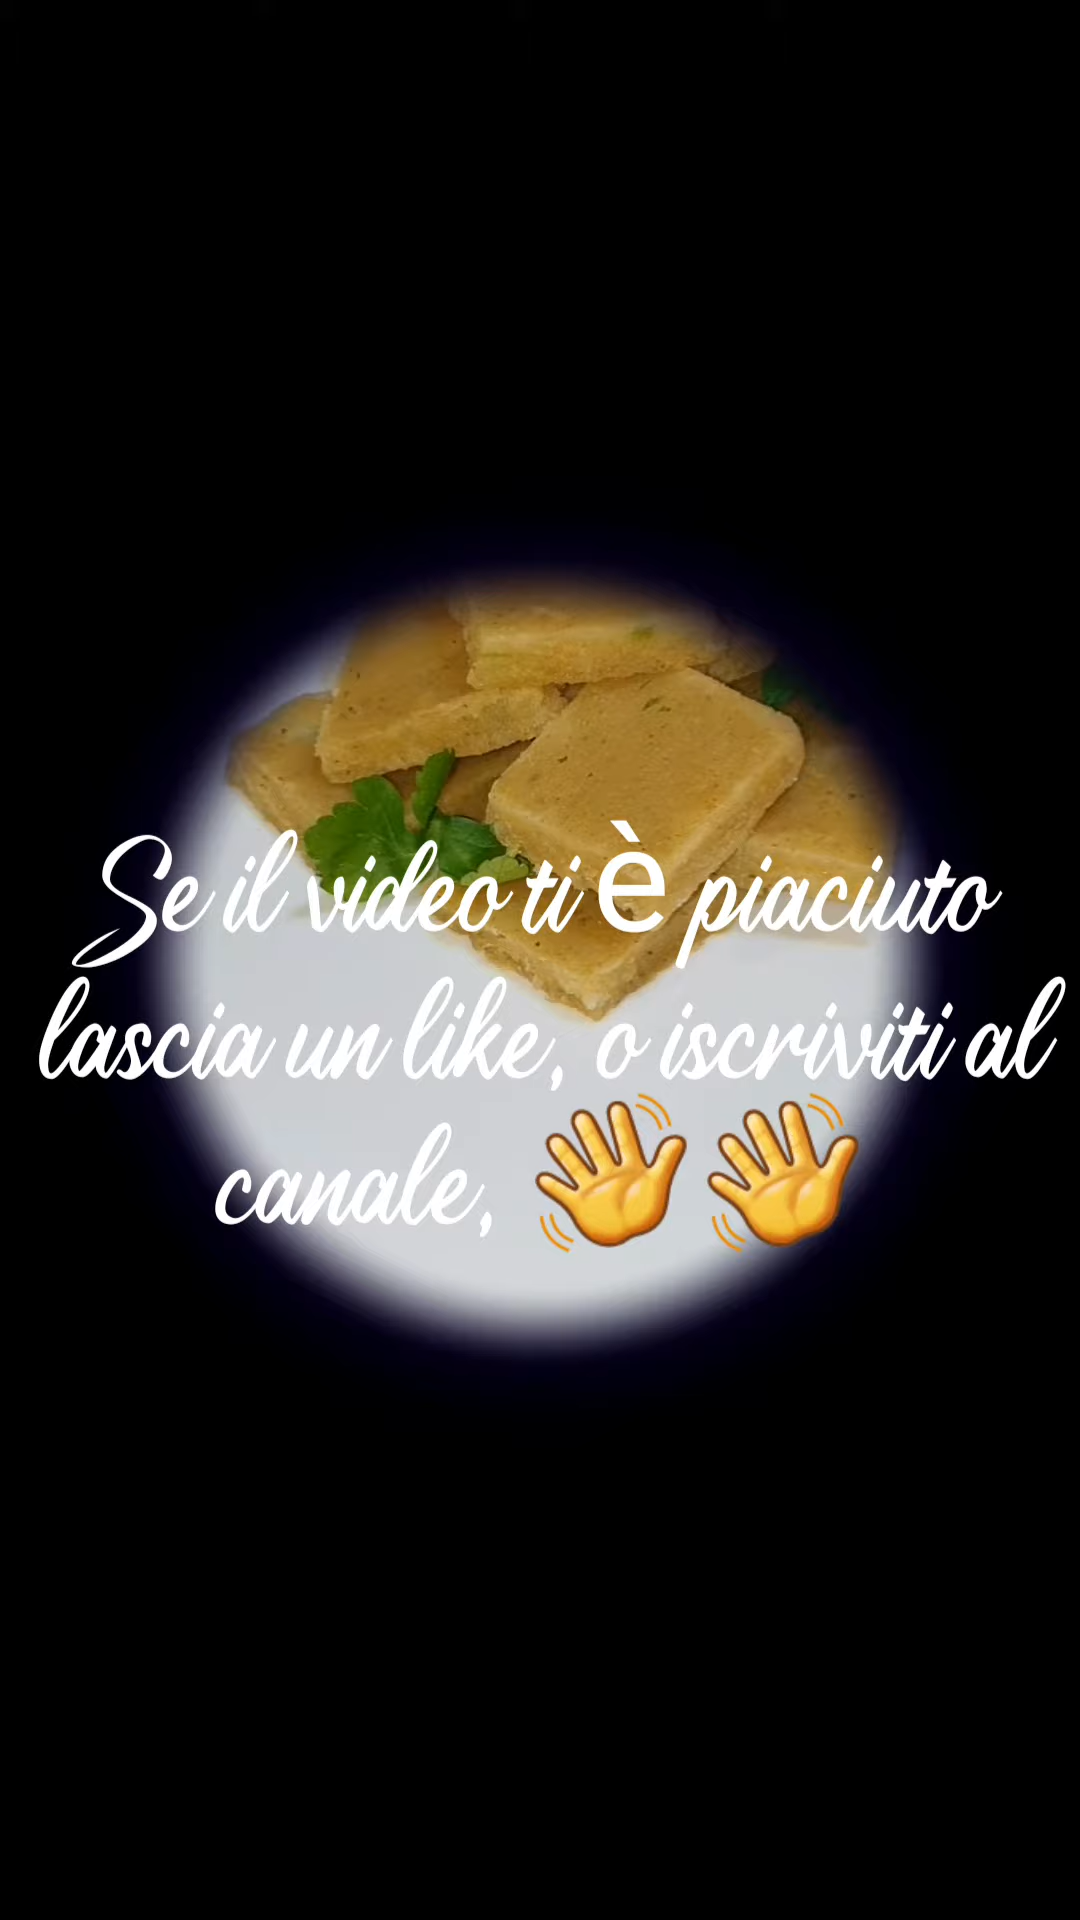 Se il video ti è piaciuto
lascia un like, o iscriviti al
canale, 👋👋